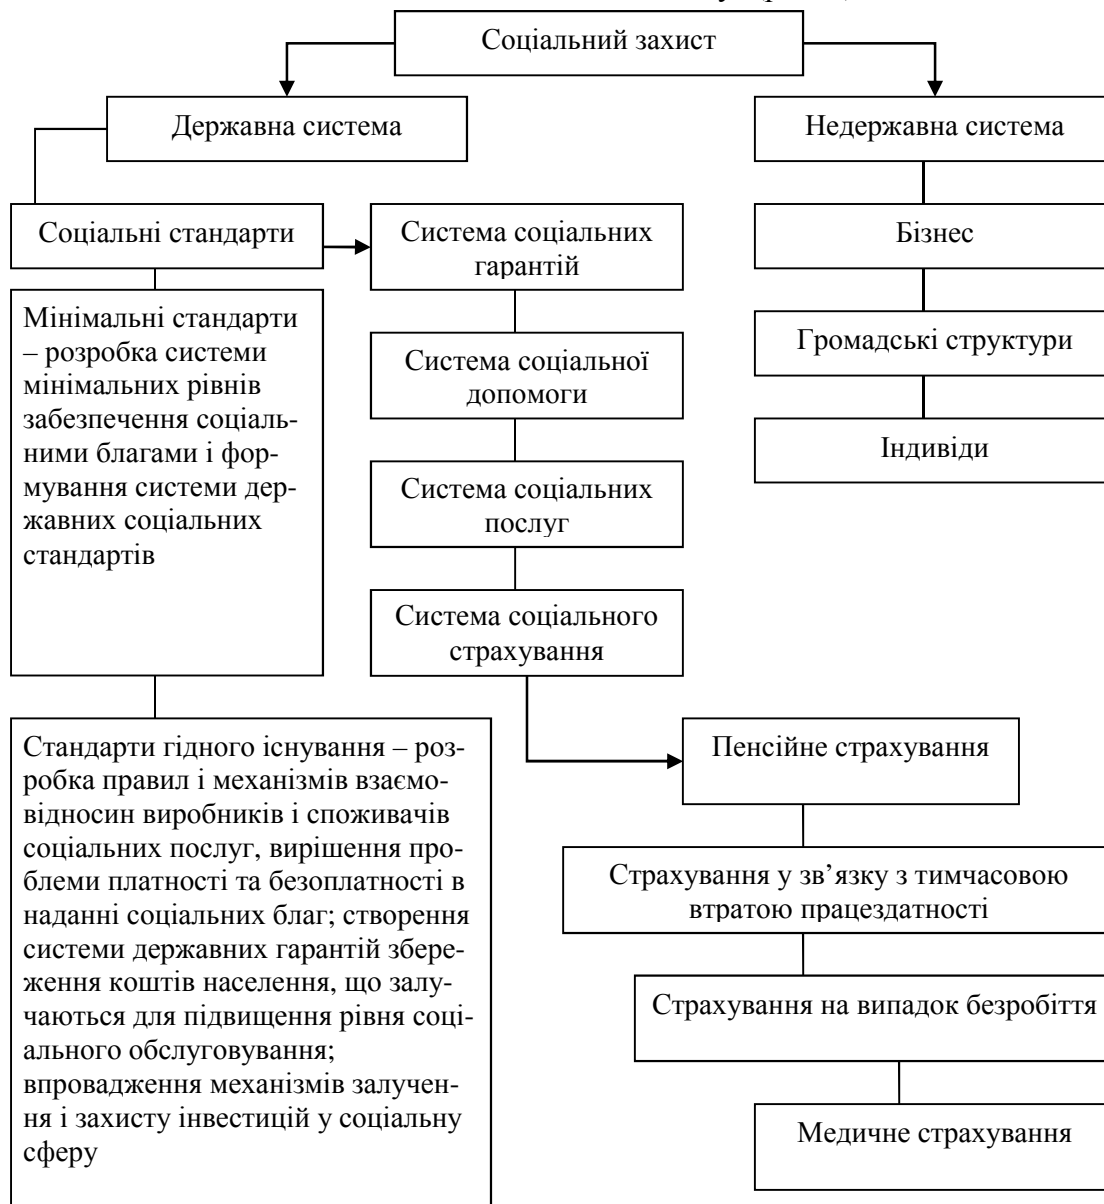 Соціальний захист
Державна система
Недержавна система
Соціальні стандарти
Система соціальних
гарантій
Бізнес
Мінімальні стандарти
– розробка системи
мінімальних рівнів
забезпечення соціаль-
ними благами і фор-
мування системи дер-
жавних соціальних
стандартів
Система соціальної
допомоги
Громадські структури
Система соціальних
послуг
Індивіди
Система соціального
страхування
Стандарти гідного існування – роз-
робка правил і механізмів взаємо-
відносин виробників і споживачів
соціальних послуг, вирішення про-
блеми платності та безоплатності в
наданні соціальних благ; створення
системи державних гарантій збере-
ження коштів населення, що залу-
чаються для підвищення рівня соці-
ального обслуговування;
впровадження механізмів залучен-
ня і захисту інвестицій у соціальну
сферу
Пенсійне страхування
Страхування у зв’язку з тимчасовою
втратою працездатності
Страхування на випадок безробіття
Медичне страхування